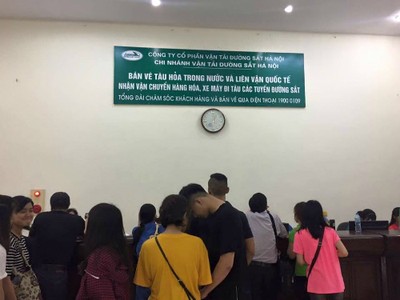 CÔNG TY CỔ PHẦN VẬN TẢI ĐƯỜNG SẮT HÀ NỘI
CHI NHÁNH VẬN TẢI ĐƯỜNG SẮT HÀ NỘI
BÁN VÉ TÀU HỎA TRONG NƯỚC VÀ LIÊN VẬN QUỐC TẾ
NHẬN VẬN CHUYỂN HÀNG HÓA, XE MÁY ĐI TÀU CÁC TUYẾN ĐƯỜNG SẮT
TỔNG ĐÀI CHĂM SÓC KHÁCH HÀNG VÀ BÁN VÉ QUA ĐIỆN THOẠI 1900 0109